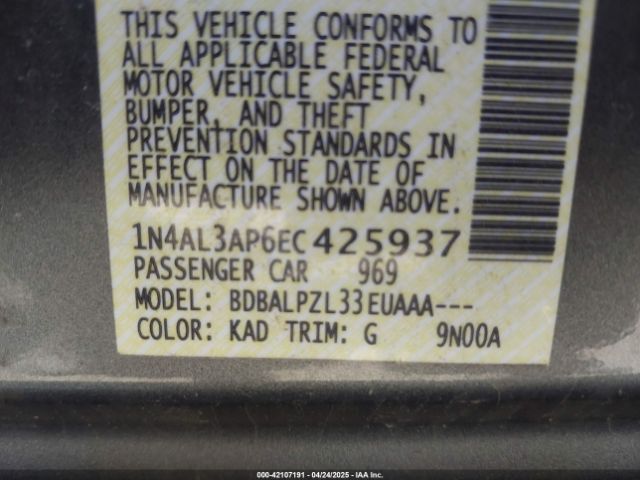 THIS VEHICLE CONFORMS TO
ALL APPLICABLE FEDERAL
MOTOR VEHICLE SAFETY,
BUMPER, AND THEFT
PREVENTION STANDARDS IN
EFFECT ON THE DATE OF
MANUFACTURE SHOWN ABOVE.
1N4AL3AP6EC425937
PASSENGER CAR 969
MODEL: BDBALPZL33EUAAA---
COLOR: KAD TRIM: G 9N00A
000-42107191 - 04/24/2025 - IAA Inc.